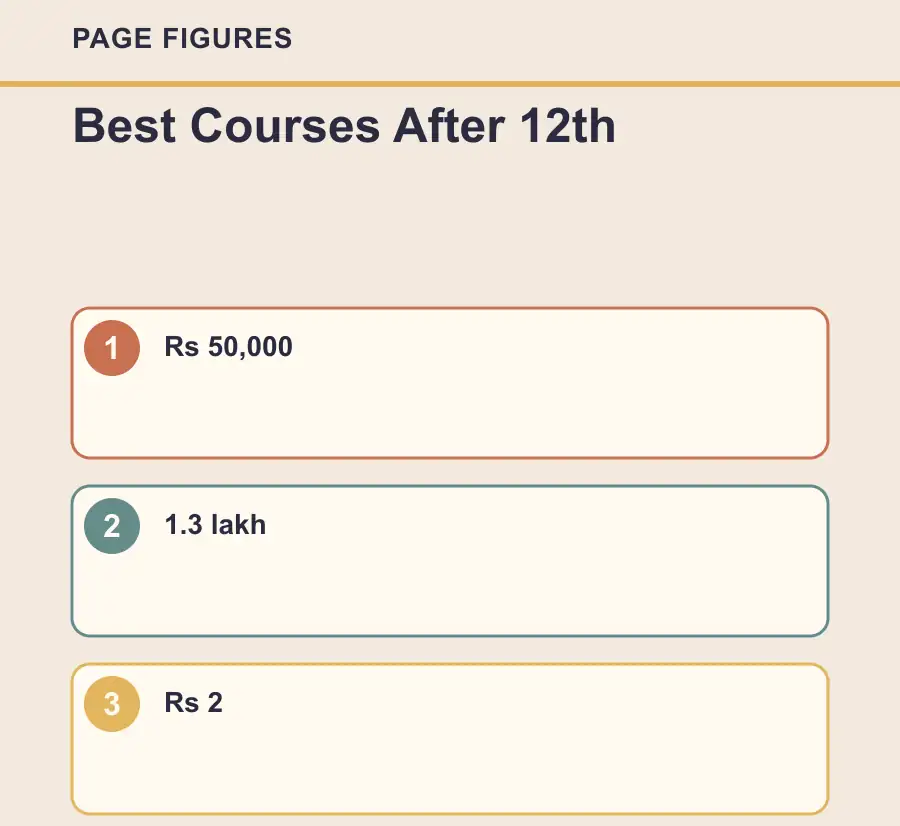 PAGE FIGURES
Best Courses After 12th
1
Rs 50,000
2
1.3 lakh
3
Rs 2